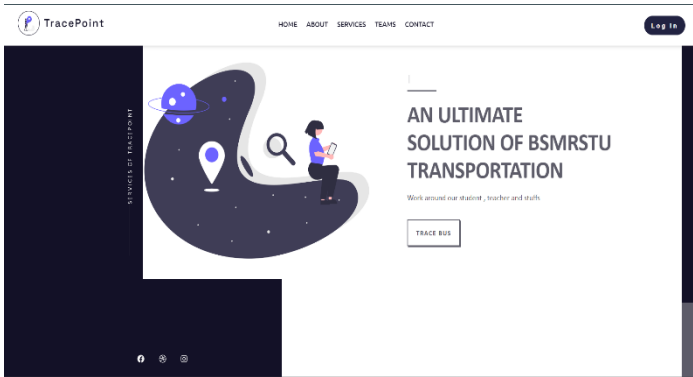 TracePoint
HOME ABOUT SERVICES TEAMS CONTACT
Log In
SERVICES OF TRACEPOINT
AN ULTIMATE
SOLUTION OF BSMRSTU
TRANSPORTATION
Work around our student , teacher and staffs
TRACE BUS